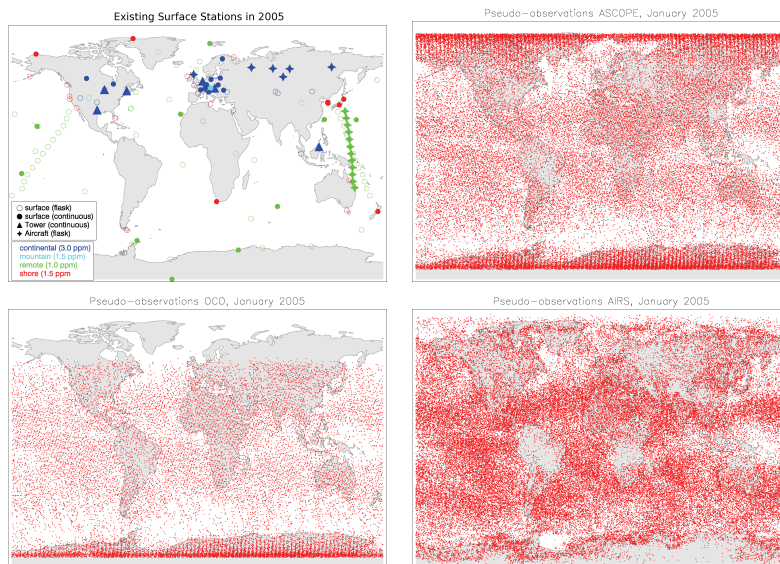 Existing Surface Stations in 2005
surface (flask)
surface (continuous)
Tower (continuous)
Aircraft (flask)
continental (3.0 ppm)
mountain (1.5 ppm)
remote (1.0 ppm)
shore (1.5 ppm
Pseudo-observations ASCOPE, January 2005
Pseudo-observations OCO, January 2005
Pseudo-observations AIRS, January 2005